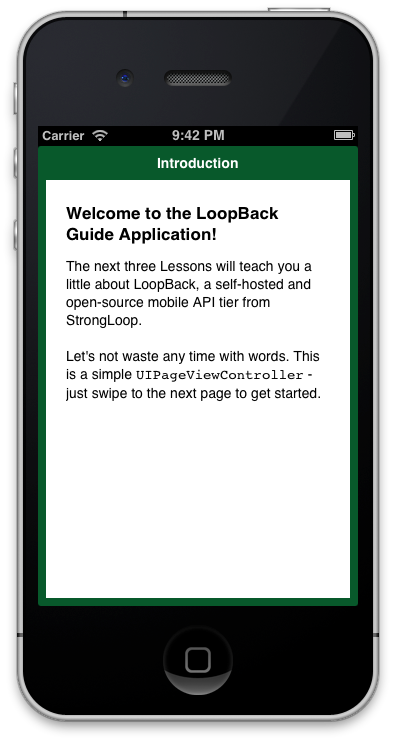 Carrier 9:42 PM
Introduction
Welcome to the LoopBack
Guide Application!
The next three Lessons will teach you a
little about LoopBack, a self-hosted and
open-source mobile API tier from
StrongLoop.
Let's not waste any time with words. This
is a simple UIPageViewController -
just swipe to the next page to get started.